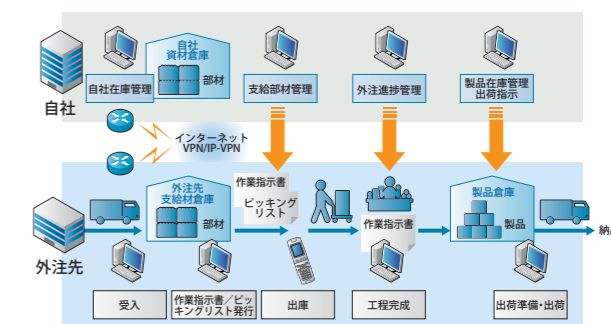 自社
資材倉庫
部材
自社在庫管理
支給部材管理
外注進捗管理
製品在庫管理
出荷指示
自社
インターネット
VPN/IP-VPN
作業指示書
ピッキング
リスト
外注先
支給材倉庫
部材
作業指示書
製品倉庫
製品
外注先
受入
作業指示書／ピッ
キングリスト発行
出庫
工程完成
出荷準備・出荷